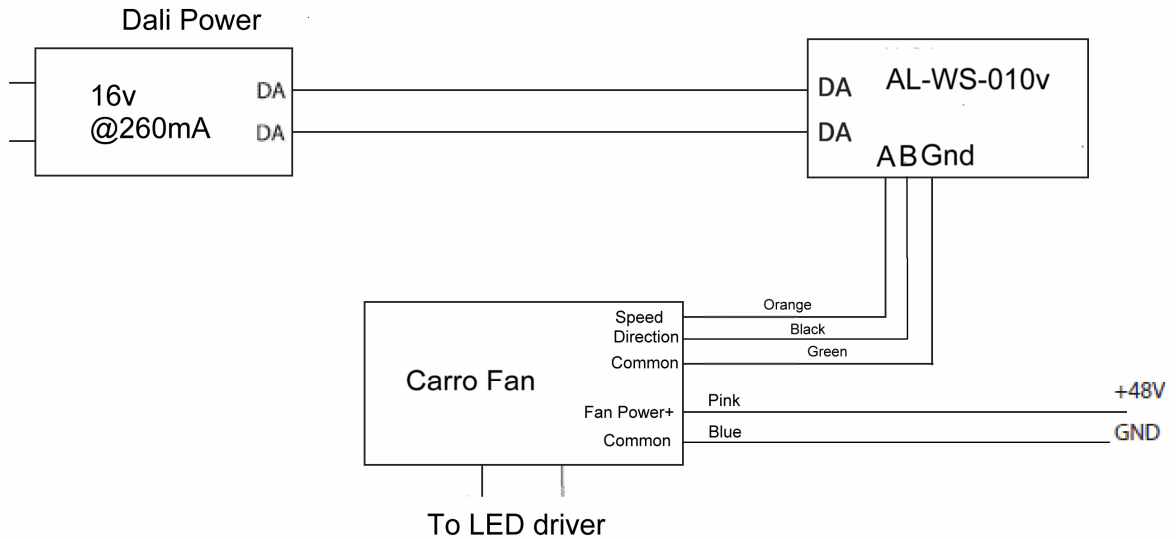 Dali Power
16v
@260mA
DA
DA
DA
DA
AL-WS-010v
A B Gnd
Speed
Direction
Common
Orange
Black
Green
Carro Fan
Fan Power+
Common
Pink
Blue
+48V
GND
To LED driver